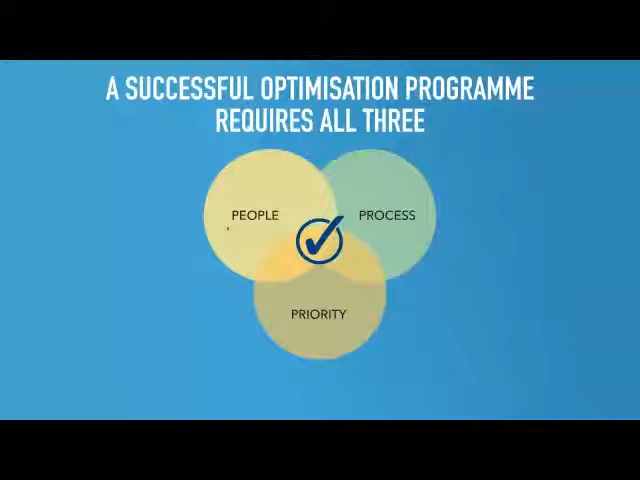 A SUCCESSFUL OPTIMISATION PROGRAMME
REQUIRES ALL THREE
PEOPLE
PROCESS
PRIORITY